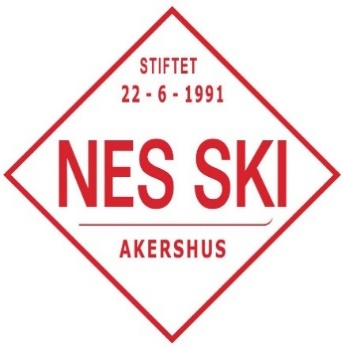 STIFTET
22 - 6 - 1991
NES SKI
AKERSHUS